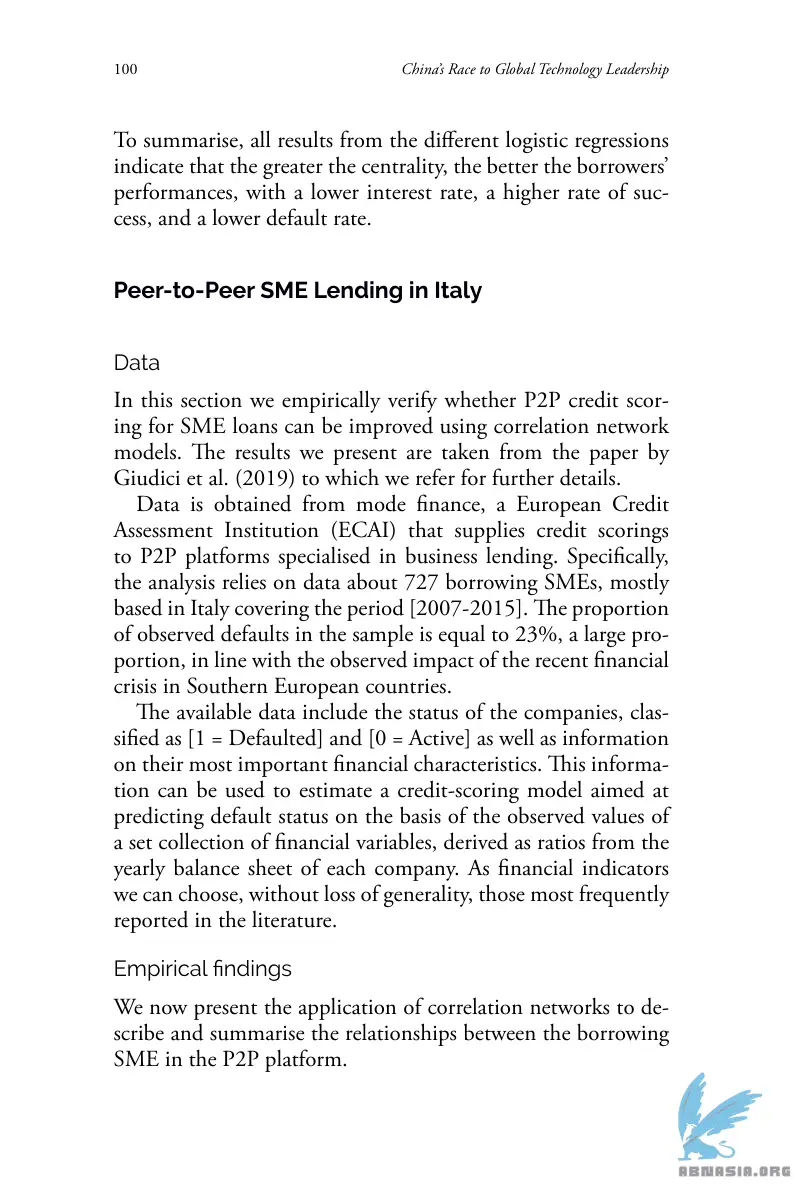 100
China's Race to Global Technology Leadership
To summarise, all results from the different logistic regressions
indicate that the greater the centrality, the better the borrowers'
performances, with a lower interest rate, a higher rate of suc-
cess, and a lower default rate.
Peer-to-Peer SME Lending in Italy
Data
In this section we empirically verify whether P2P credit scor-
ing for SME loans can be improved using correlation network
models. The results we present are taken from the paper by
Giudici et al. (2019) to which we refer for further details.
Data is obtained from mode finance, a European Credit
Assessment Institution (ECAI) that supplies credit scorings
to P2P platforms specialised in business lending. Specifically,
the analysis relies on data about 727 borrowing SMEs, mostly
based in Italy covering the period [2007-2015]. The proportion
of observed defaults in the sample is equal to 23%, a large pro-
portion, in line with the observed impact of the recent financial
crisis in Southern European countries.
The available data include the status of the companies, clas-
sified as [1 = Defaulted] and [0 = Active] as well as information
on their most important financial characteristics. This informa-
tion can be used to estimate a credit-scoring model aimed at
predicting default status on the basis of the observed values of
a set collection of financial variables, derived as ratios from the
yearly balance sheet of each company. As financial indicators
we can choose, without loss of generality, those most frequently
reported in the literature.
Empirical findings
We now present the application of correlation networks to de-
scribe and summarise the relationships between the borrowing
SME in the P2P platform.
ABNASIA.ORG